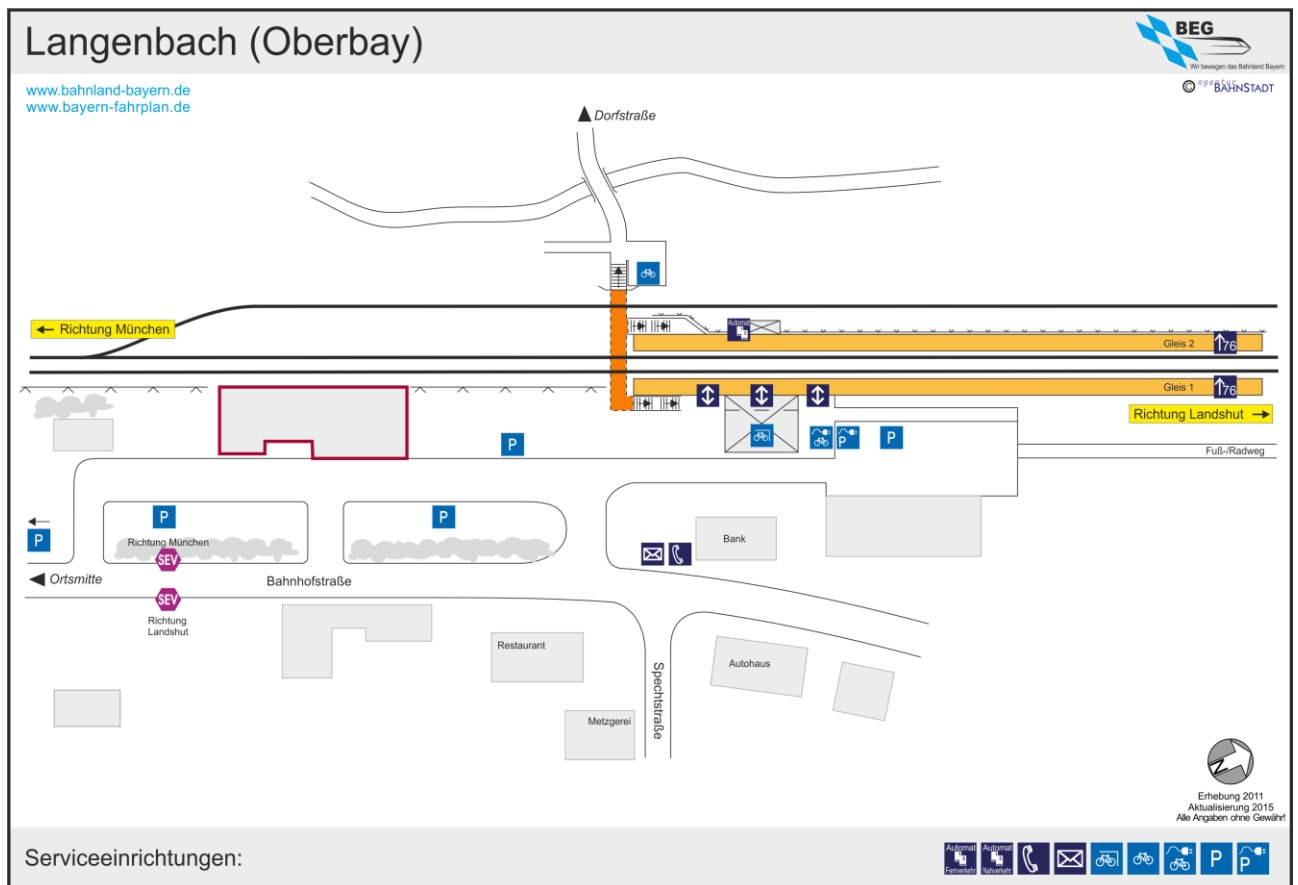 Langenbach (Oberbay)
BEG
Wir bewegen das Bahnland Bayern
www.bahnland-bayern.de
www.bayern-fahrplan.de
© agentur BAHNSTADT
Dorfstraße
← Richtung München
Automat
Gleis 2
76
Gleis 1
76
Richtung Landshut →
P
P
P
Fuß-/Radweg
P
P
P
Richtung München
SEV
Bank
Ortsmitte
Bahnhofstraße
SEV
Richtung
Landshut
Restaurant
Spechtstraße
Autohaus
Metzgerei
N
Erhebung 2011
Aktualisierung 2015
Alle Angaben ohne Gewähr!
Serviceeinrichtungen:
Automat
Fernverkehr
Automat
Nahverkehr
P
P